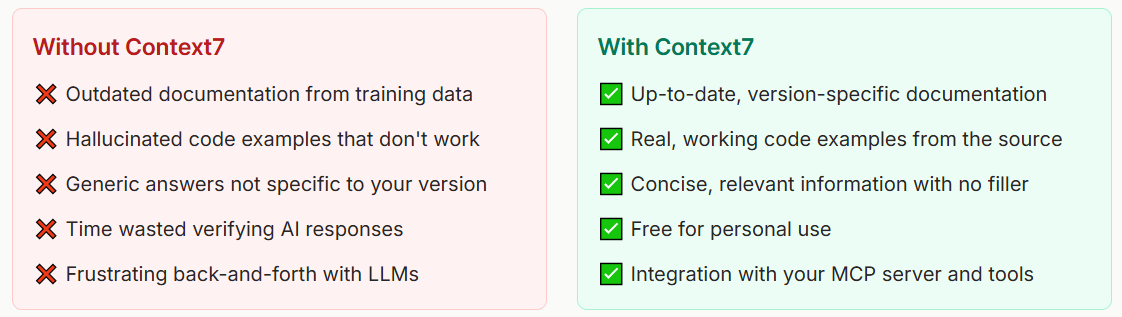 Without Context7
❌ Outdated documentation from training data
❌ Hallucinated code examples that don't work
❌ Generic answers not specific to your version
❌ Time wasted verifying AI responses
❌ Frustrating back-and-forth with LLMs
With Context7
✅ Up-to-date, version-specific documentation
✅ Real, working code examples from the source
✅ Concise, relevant information with no filler
✅ Free for personal use
✅ Integration with your MCP server and tools